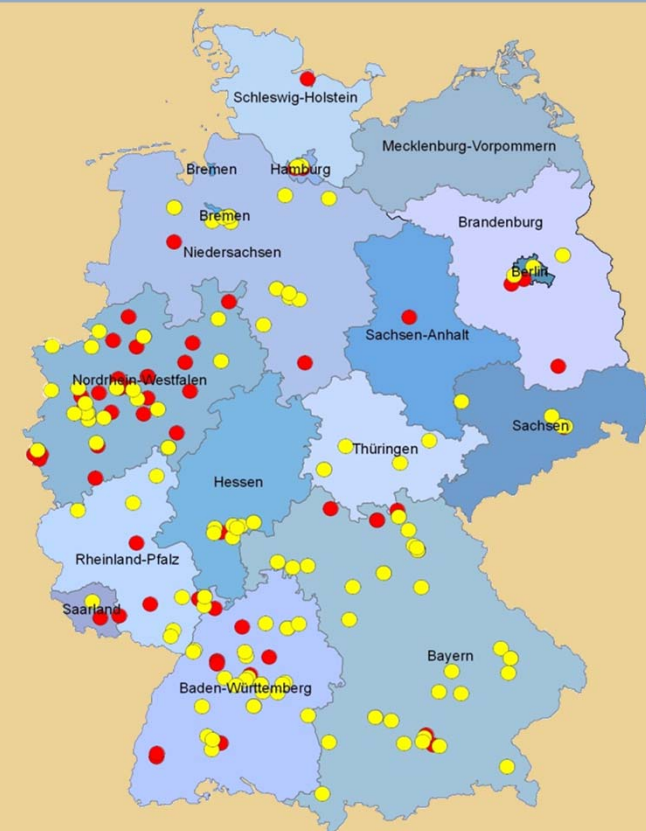 Schleswig-Holstein
Mecklenburg-Vorpommern
Bremen
Hamburg
Bremen
Brandenburg
Niedersachsen
Berlin
Sachsen-Anhalt
Nordrhein-Westfalen
Sachsen
Thüringen
Hessen
Rheinland-Pfalz
Saarland
Bayern
Baden-Württemberg